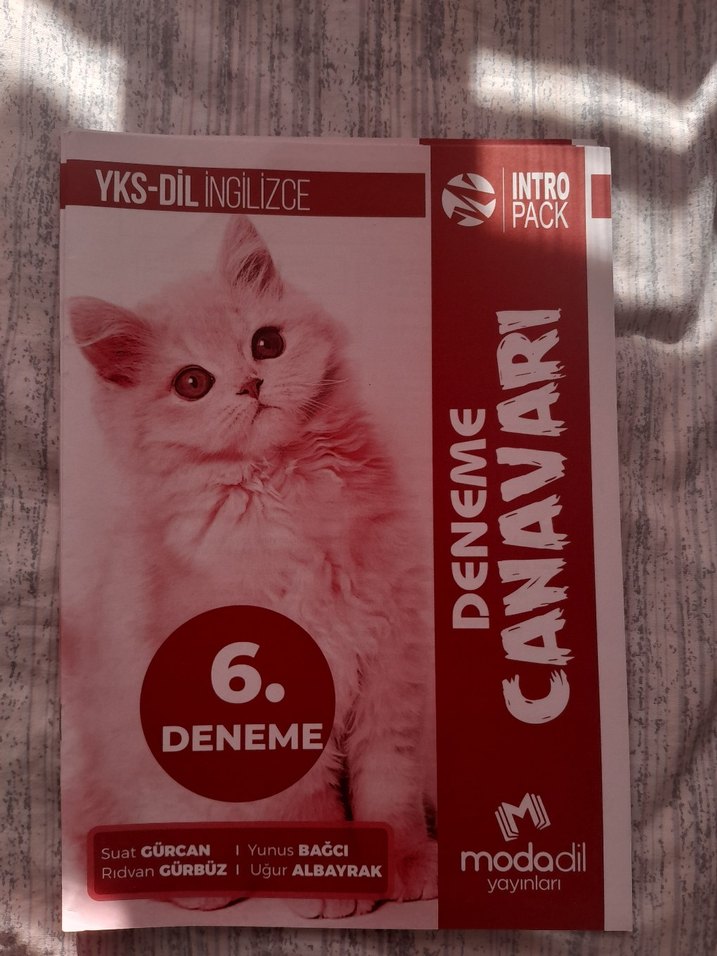 YKS-DİL İNGİLİZCE
INTRO
PACK
DENEME
CANAVARI
6.
DENEME
Suat GÜRCAN I Yunus BAĞCI
Rıdvan GÜRBÜZ I Uğur ALBAYRAK
modadil
yayınları